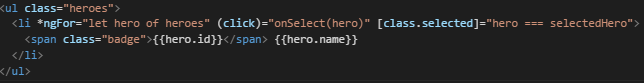 <ul class="heroes">
  <li *ngFor="let hero of heroes" (click)="onSelect(hero)" [class.selected]="hero === selectedHero">
    <span class="badge">{{hero.id}}</span> {{hero.name}}
  </li>
</ul>